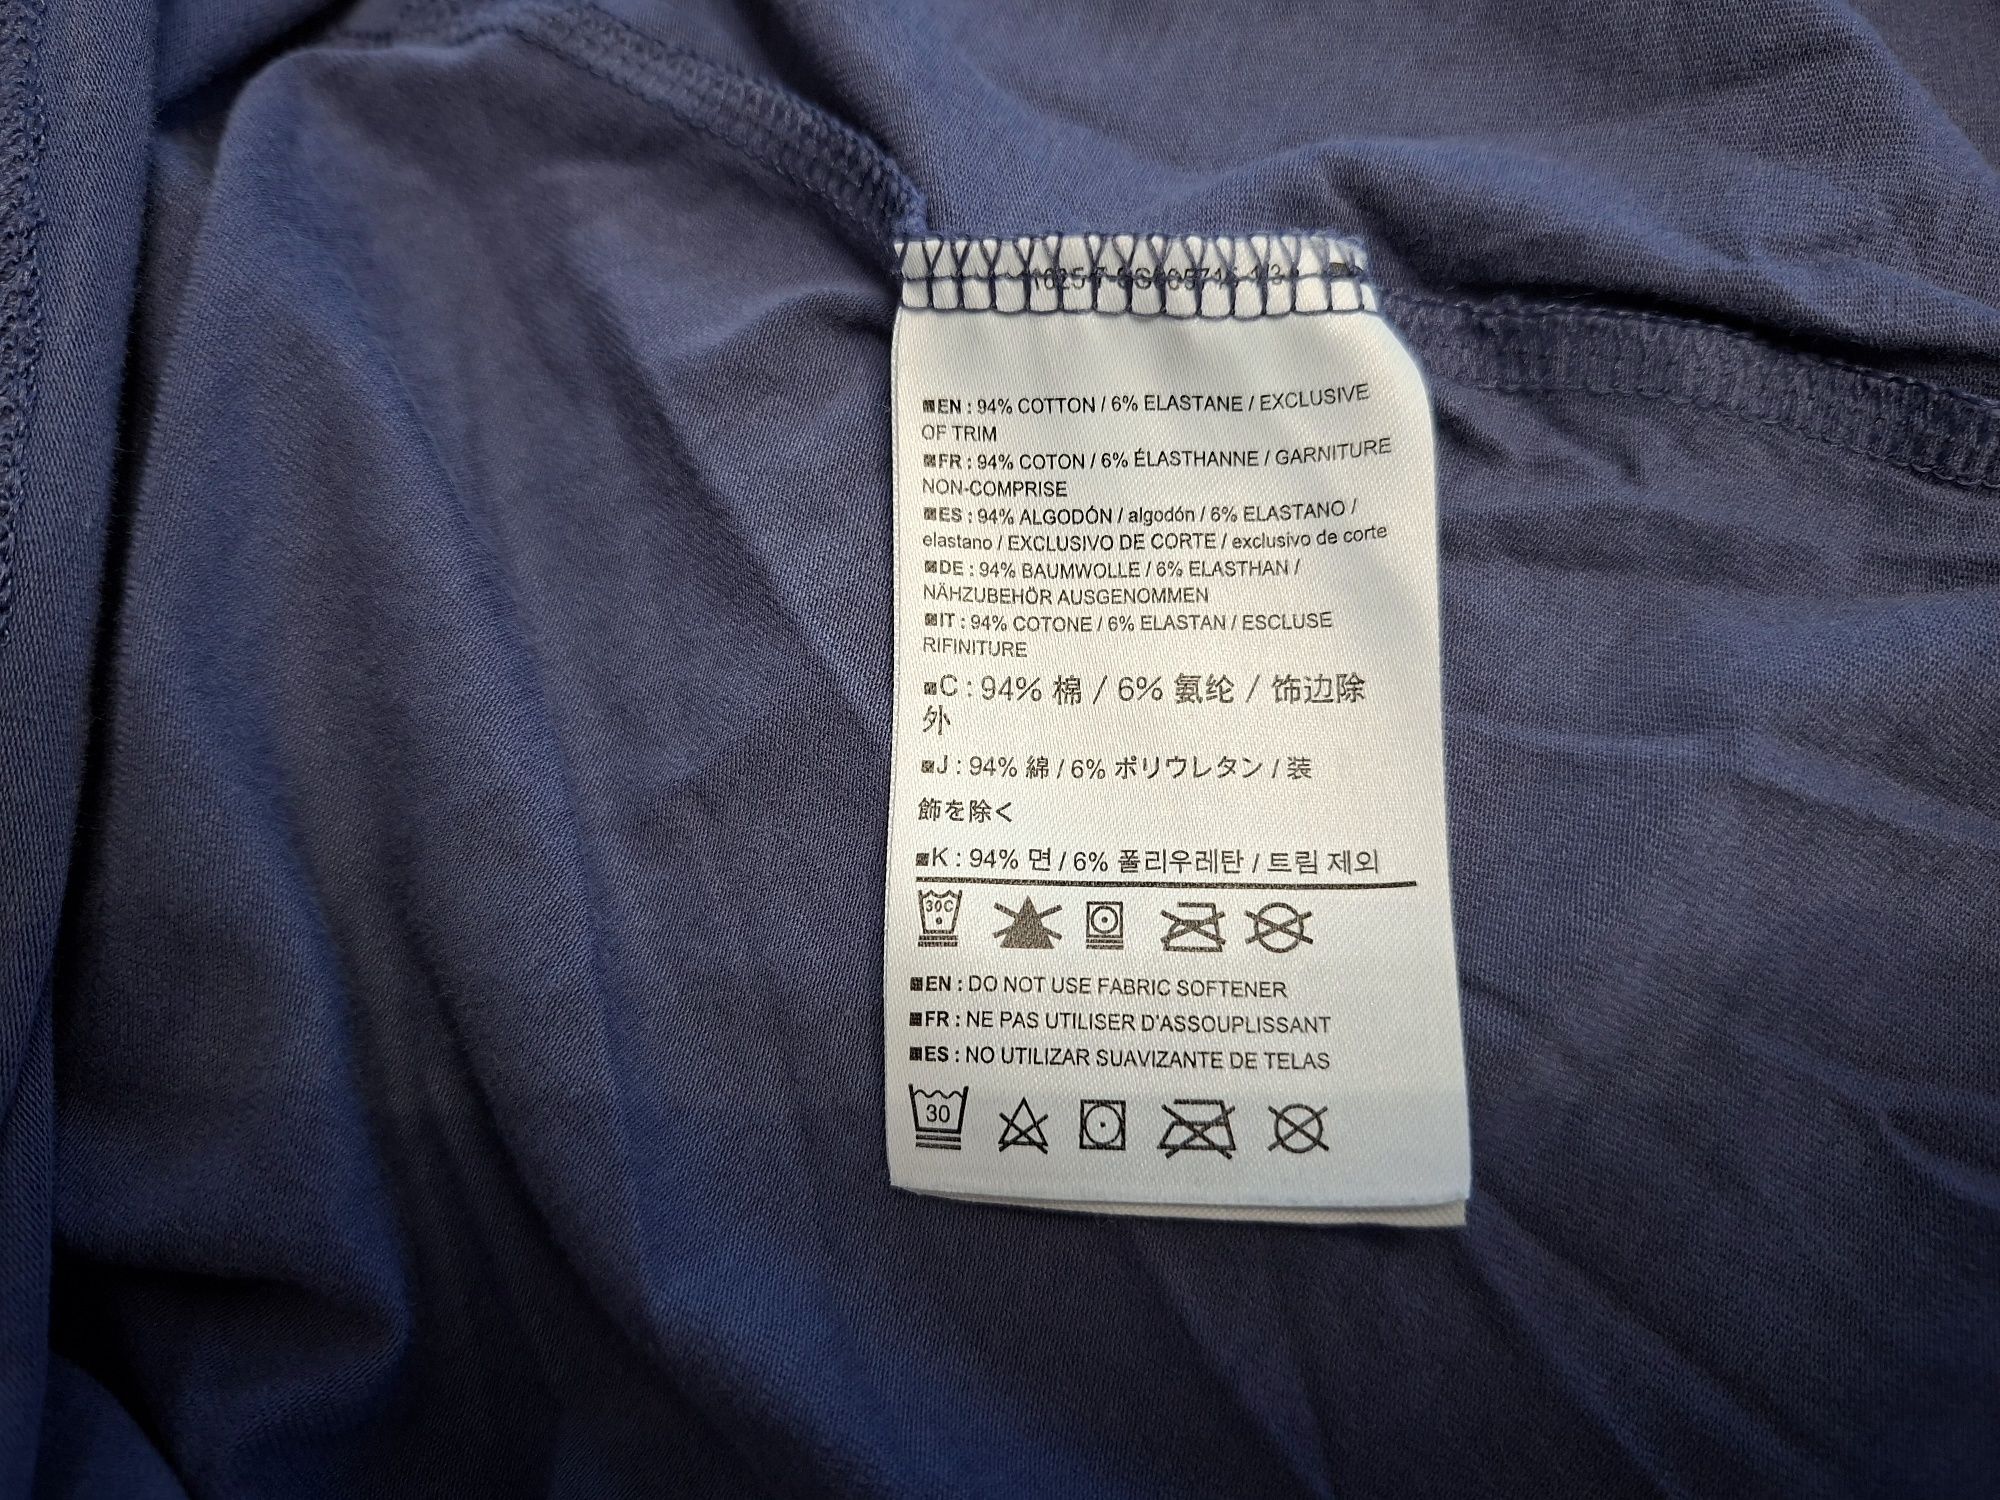 EN : 94% COTTON / 6% ELASTANE / EXCLUSIVE
OF TRIM
FR : 94% COTON / 6% ÉLASTHANNE / GARNITURE
NON-COMPRISE
ES : 94% ALGODÓN / algodón / 6% ELASTANO /
elastano / EXCLUSIVO DE CORTE / exclusivo de corte
DE : 94% BAUMWOLLE / 6% ELASTHAN /
NÄHZUBEHÖR AUSGENOMMEN
IT : 94% COTONE / 6% ELASTAN / ESCLUSE
RIFINITURE
C : 94% 棉 / 6% 氨纶 / 饰边除
外
J : 94% 綿 / 6% ポリウレタン / 装
飾を除く
K : 94% 면 / 6% 폴리우레탄 / 트림 제외
30C
EN : DO NOT USE FABRIC SOFTENER
FR : NE PAS UTILISER D'ASSOUPLISSANT
ES : NO UTILIZAR SUAVIZANTE DE TELAS
30